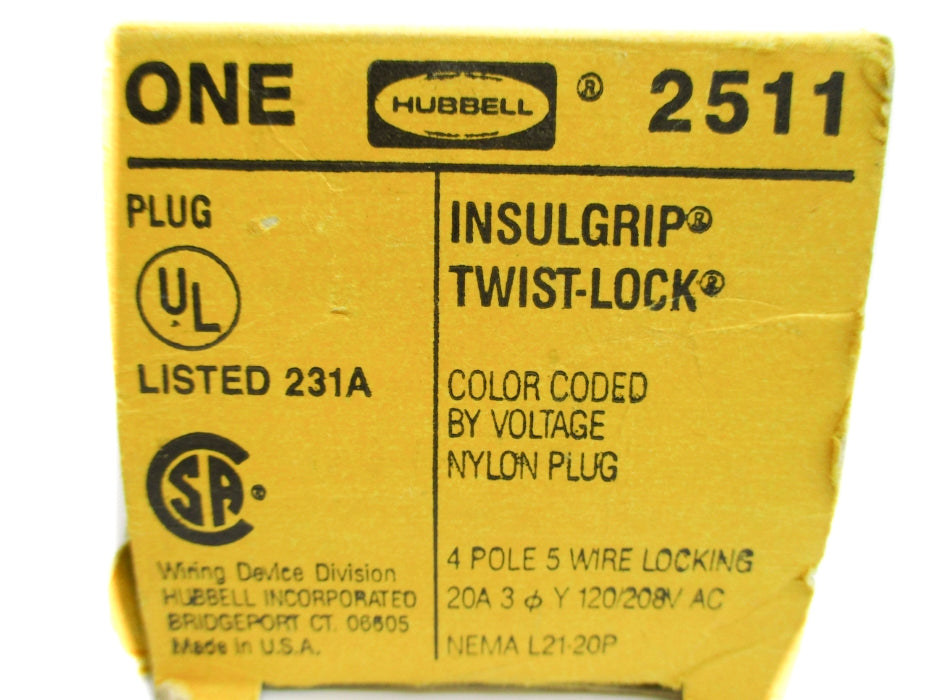 ONE HUBBELL ® 2511
PLUG
UL
LISTED 231A
CSA ®
Wiring Device Division
HUBBELL INCORPORATED
BRIDGEPORT CT. 06605
Made in U.S.A.
INSULGRIP®
TWIST-LOCK®
COLOR CODED
BY VOLTAGE
NYLON PLUG
4 POLE 5 WIRE LOCKING
20A 3 ϕ Y 120/208V AC
NEMA L21-20P